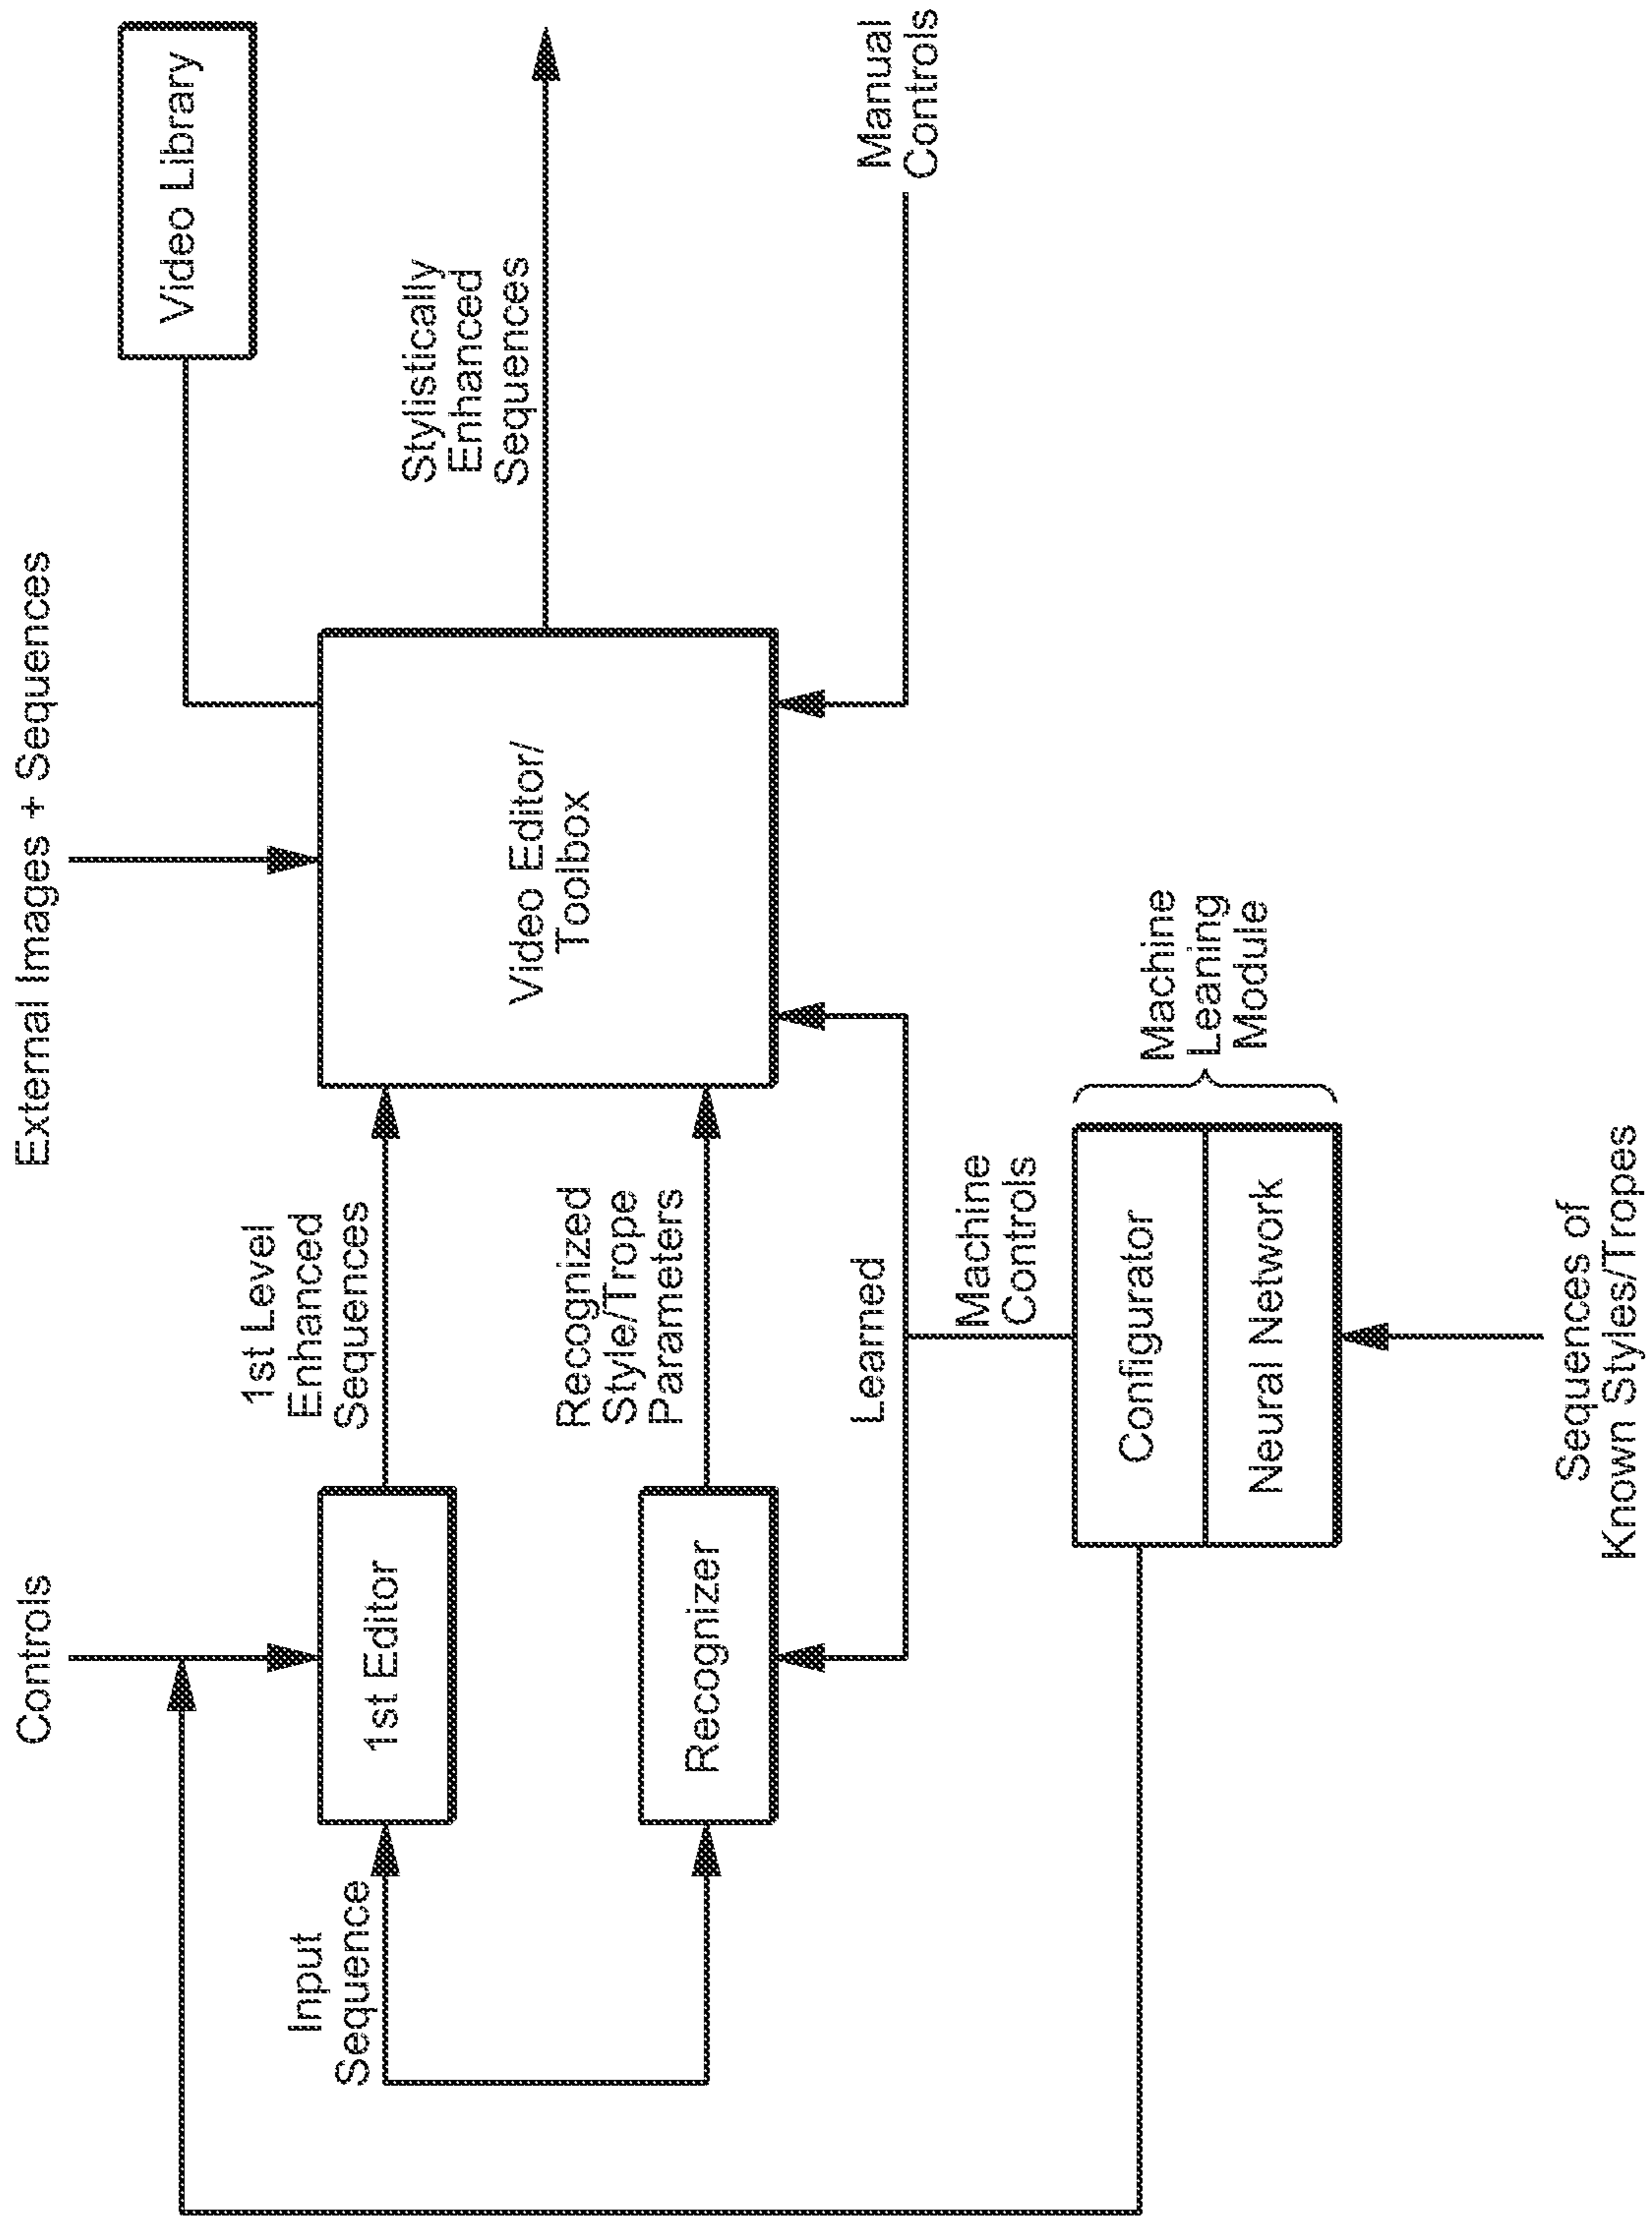 External Images + Sequences
Controls
Video Library
1st Level
Enhanced
Sequences
Input
Sequence
1st Editor
Video Editor/
Toolbox
Stylistically
Enhanced
Sequences
Recognized
Style/Trope
Parameters
Recognizer
Learned
Manual
Controls
Machine
Controls
Configurator
Neural Network
Machine
Leaning
Module
Sequences of
Known Styles/Tropes